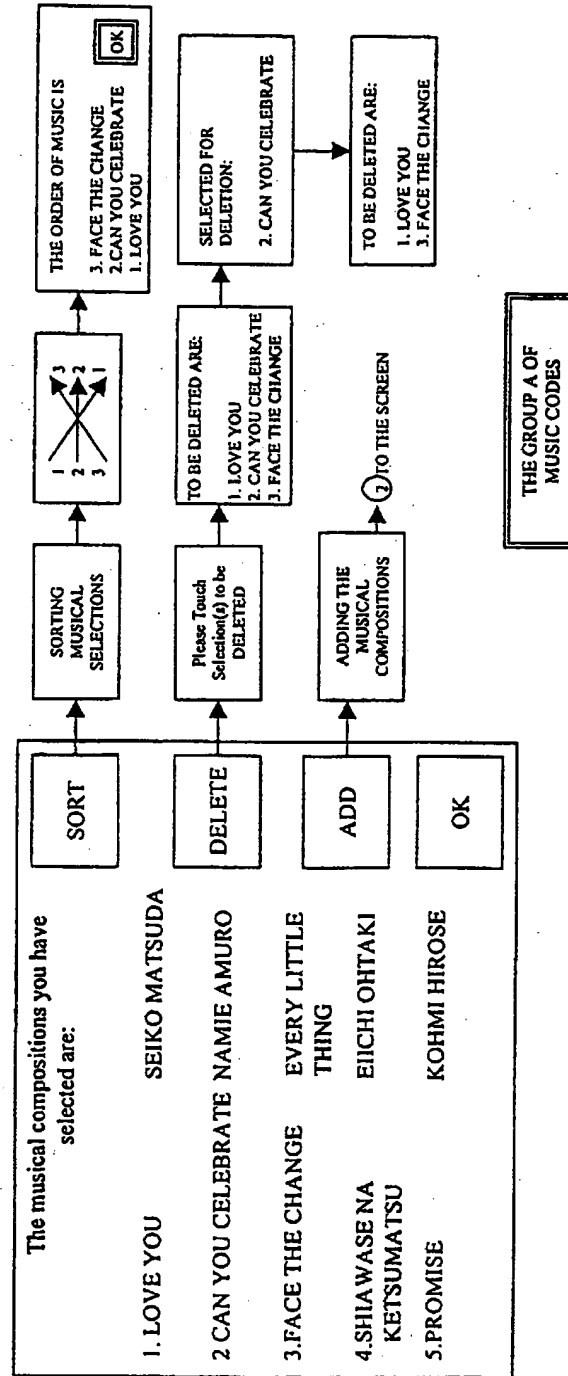 The musical compositions you have
selected are:
1. LOVE YOU SEIKO MATSUDA
2 CAN YOU CELEBRATE NAMIE AMURO
3.FACE THE CHANGE EVERY LITTLE
THING
4.SHIAWASE NA EIICHI OHTAKI
KETSUMATSU
5.PROMISE KOHMI HIROSE
SORT
DELETE
ADD
OK
SORTING
MUSICAL
SELECTIONS
1 3
2 2
3 1
THE ORDER OF MUSIC IS
3. FACE THE CHANGE
2.CAN YOU CELEBRATE
1. LOVE YOU
OK
Please Touch
Selection(s) to be
DELETED
TO BE DELETED ARE:
1. LOVE YOU
2. CAN YOU CELEBRATE
3. FACE THE CHANGE
SELECTED FOR
DELETION:
2. CAN YOU CELEBRATE
TO BE DELETED ARE:
1. LOVE YOU
3. FACE THE CHANGE
ADDING THE
MUSICAL
COMPOSITIONS
2 TO THE SCREEN
THE GROUP A OF
MUSIC CODES